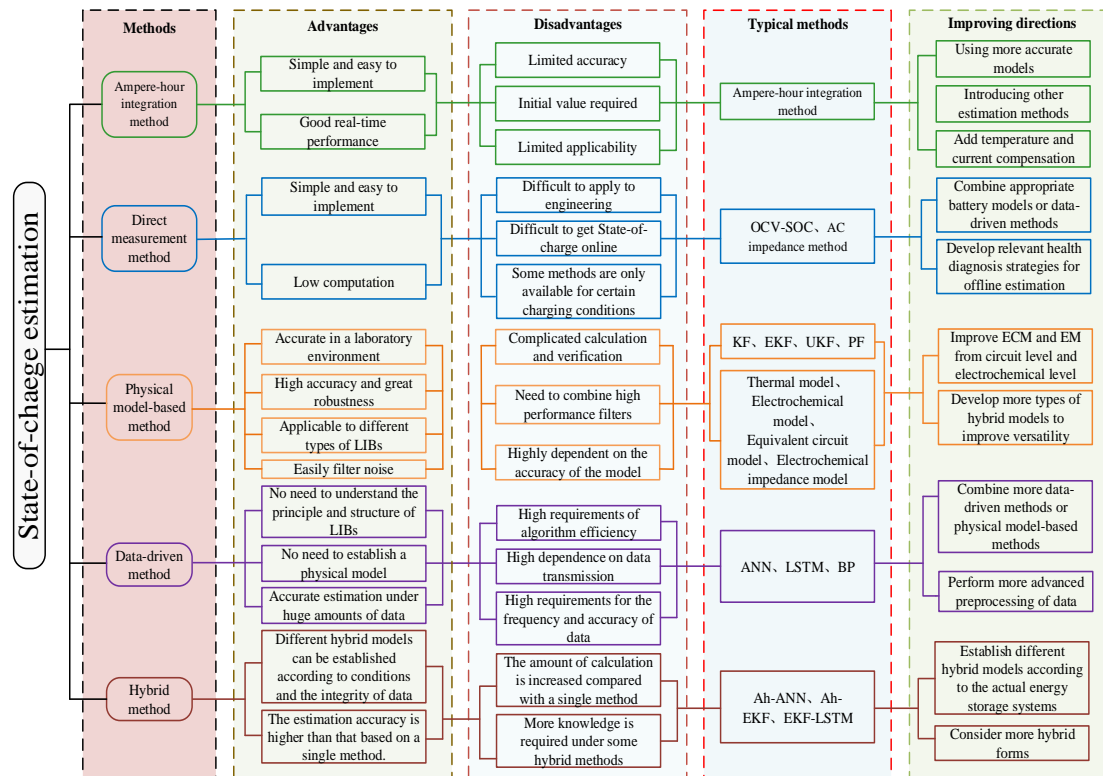 State-of-chaege estimation
Methods
Advantages
Disadvantages
Typical methods
Improving directions
Ampere-hour
integration
method
Simple and easy to
implement
Good real-time
performance
Limited accuracy
Initial value required
Limited applicability
Ampere-hour integration
method
Using more accurate
models
Introducing other
estimation methods
Add temperature and
current compensation
Direct
measurement
method
Simple and easy to
implement
Low computation
Difficult to apply to
engineering
Difficult to get State-of-
charge online
Some methods are only
available for certain
charging conditions
OCV-SOC、AC
impedance method
Combine appropriate
battery models or data-
driven methods
Develop relevant health
diagnosis strategies for
offline estimation
Physical
model-based
method
Accurate in a laboratory
environment
High accuracy and great
robustness
Applicable to different
types of LIBs
Easily filter noise
Complicated calculation
and verification
Need to combine high
performance filters
Highly dependent on the
accuracy of the model
KF、EKF、UKF、PF
Thermal model、
Electrochemical
model、
Equivalent circuit
model、Electrochemical
impedance model
Improve ECM and EM
from circuit level and
electrochemical level
Develop more types of
hybrid models to
improve versatility
Data-driven
method
No need to understand the
principle and structure of
LIBs
No need to establish a
physical model
Accurate estimation under
huge amounts of data
High requirements of
algorithm efficiency
High dependence on data
transmission
High requirements for the
frequency and accuracy of
data
ANN、LSTM、BP
Combine more data-
driven methods or
physical model-based
methods
Perform more advanced
preprocessing of data
Hybrid
method
Different hybrid models
can be established
according to conditions
and the integrity of data
The estimation accuracy is
higher than that based on a
single method.
The amount of calculation
is increased compared
with a single method
More knowledge is
required under some
hybrid methods
Ah-ANN、Ah-
EKF、EKF-LSTM
Establish different
hybrid models according
to the actual energy
storage systems
Consider more hybrid
forms